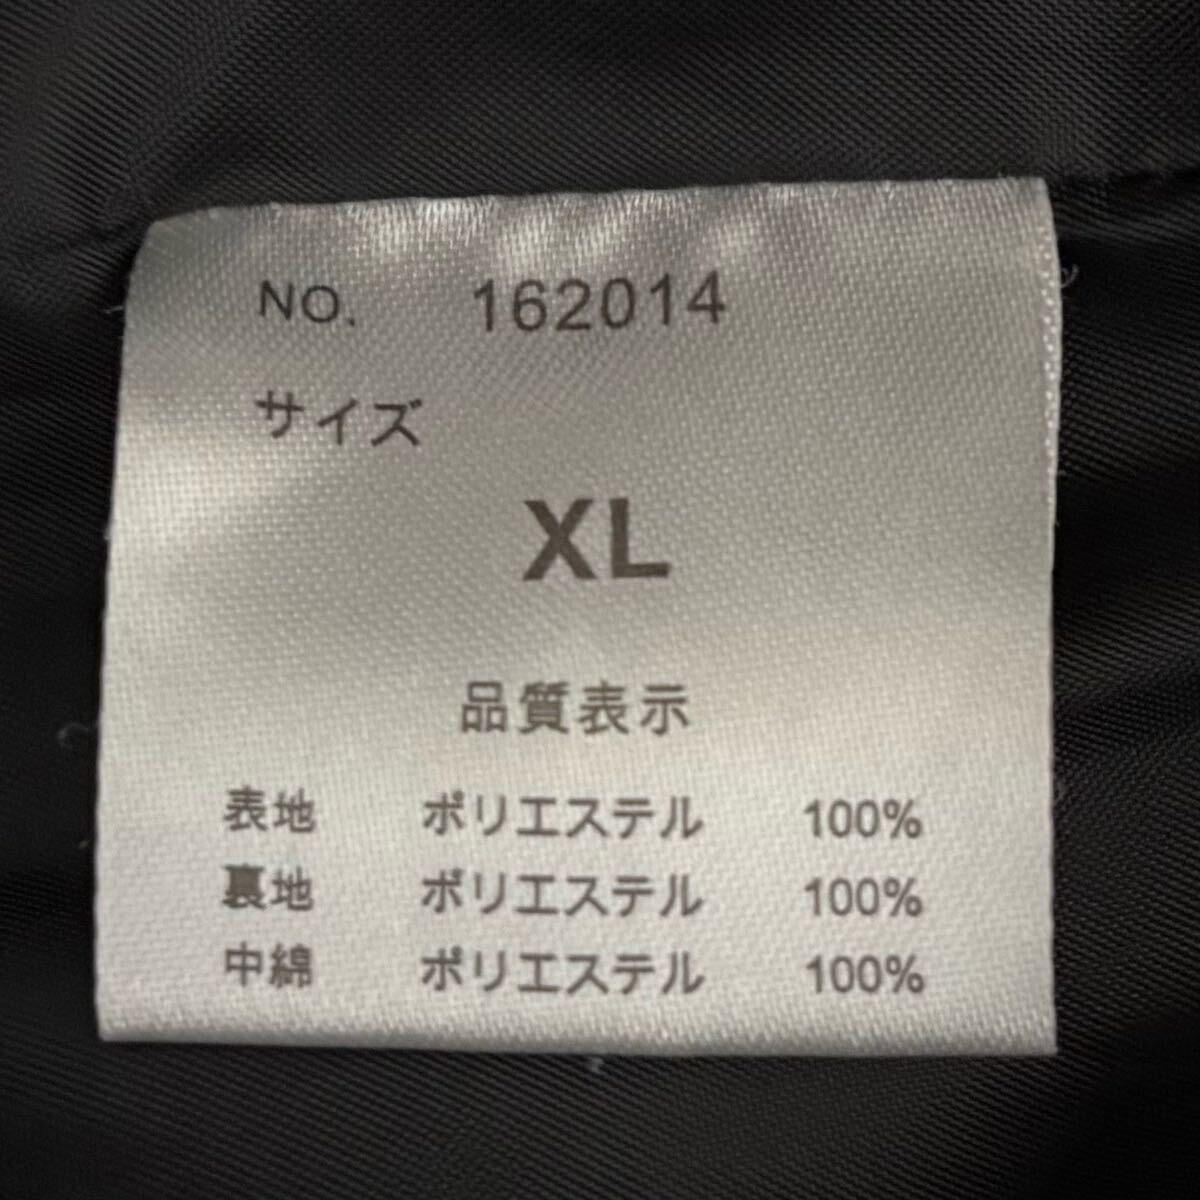 NO. 162014
サイズ
XL
品質表示
表地 ポリエステル 100%
裏地 ポリエステル 100%
中綿 ポリエステル 100%